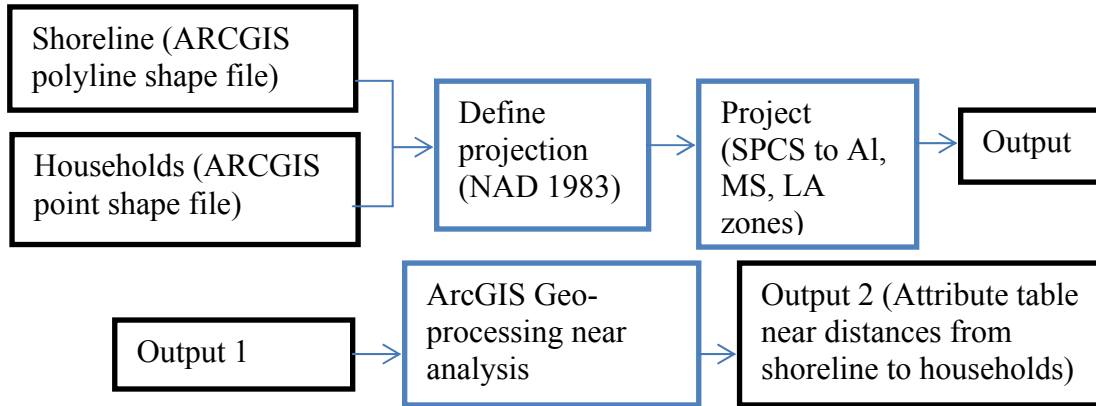 Shoreline (ARCGIS
polyline shape file)
Households (ARCGIS
point shape file)
Define
projection
(NAD 1983)
Project
(SPCS to Al,
MS, LA
zones)
Output
Output 1
ArcGIS Geo-
processing near
analysis
Output 2 (Attribute table
near distances from
shoreline to households)